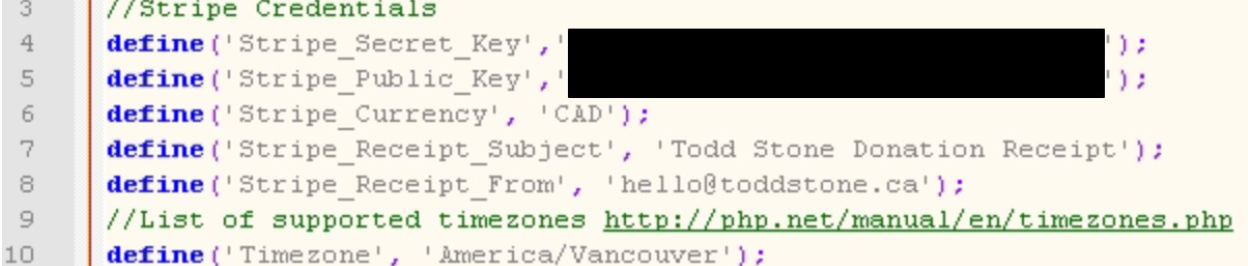 3 //Stripe Credentials
4 define('Stripe_Secret_Key','');
5 define('Stripe_Public_Key','');
6 define('Stripe_Currency', 'CAD');
7 define('Stripe_Receipt_Subject', 'Todd Stone Donation Receipt');
8 define('Stripe_Receipt_From', 'hello@toddstone.ca');
9 //List of supported timezones http://php.net/manual/en/timezones.php
10 define('Timezone', 'America/Vancouver');